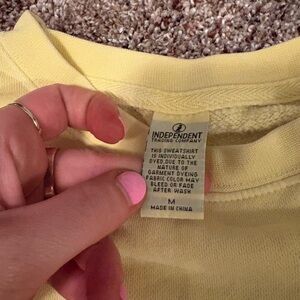 INDEPENDENT
TRADING COMPANY
THIS SWEATSHIRT
IS INDIVIDUALLY
DYED,DUE TO THE
NATURE OF
GARMENT DYEING
FABRIC COLOR MAY
BLEED OR FADE
AFTER WASH
M
MADE IN CHINA